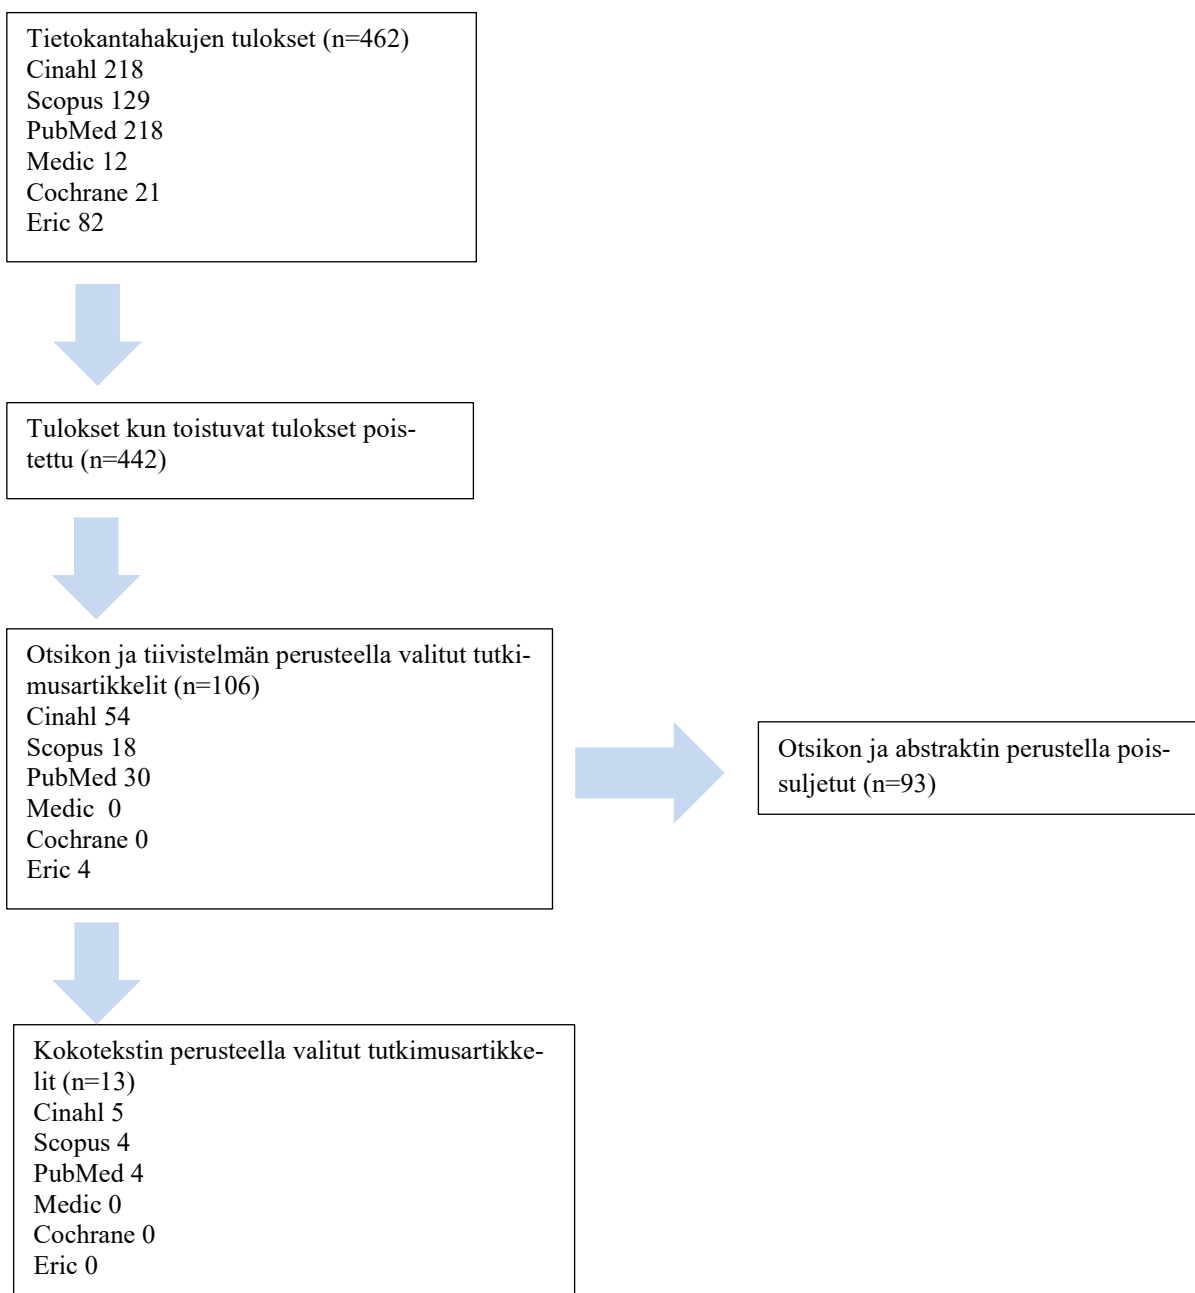 Tietokantahakujen tulokset (n=462)
Cinahl 218
Scopus 129
PubMed 218
Medic 12
Cochrane 21
Eric 82
Tulokset kun toistuvat tulokset pois-
tettu (n=442)
Otsikon ja tiivistelmän perusteella valitut tutki-
musartikkelit (n=106)
Cinahl 54
Scopus 18
PubMed 30
Medic  0
Cochrane 0
Eric 4
Otsikon ja abstraktin perustella pois-
suljetut (n=93)
Kokotekstin perusteella valitut tutkimusartikke-
lit (n=13)
Cinahl 5
Scopus 4
PubMed 4
Medic 0
Cochrane 0
Eric 0